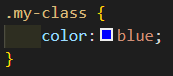 .my-class {
    color: blue;
}